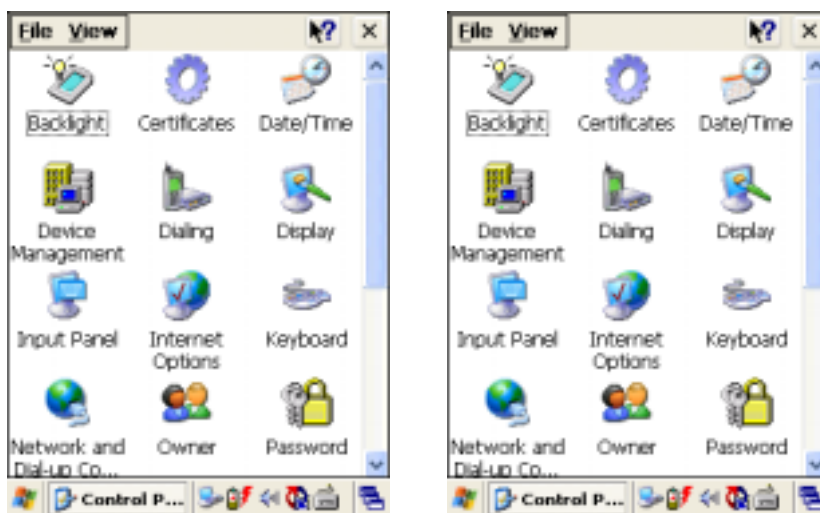 File View ?
Backlight Certificates Date/Time
Device Management Dialing Display
Input Panel Internet Options Keyboard
Network and Dial-up Co... Owner Password
Control P...
File View ?
Backlight Certificates Date/Time
Device Management Dialing Display
Input Panel Internet Options Keyboard
Network and Dial-up Co... Owner Password
Control P...